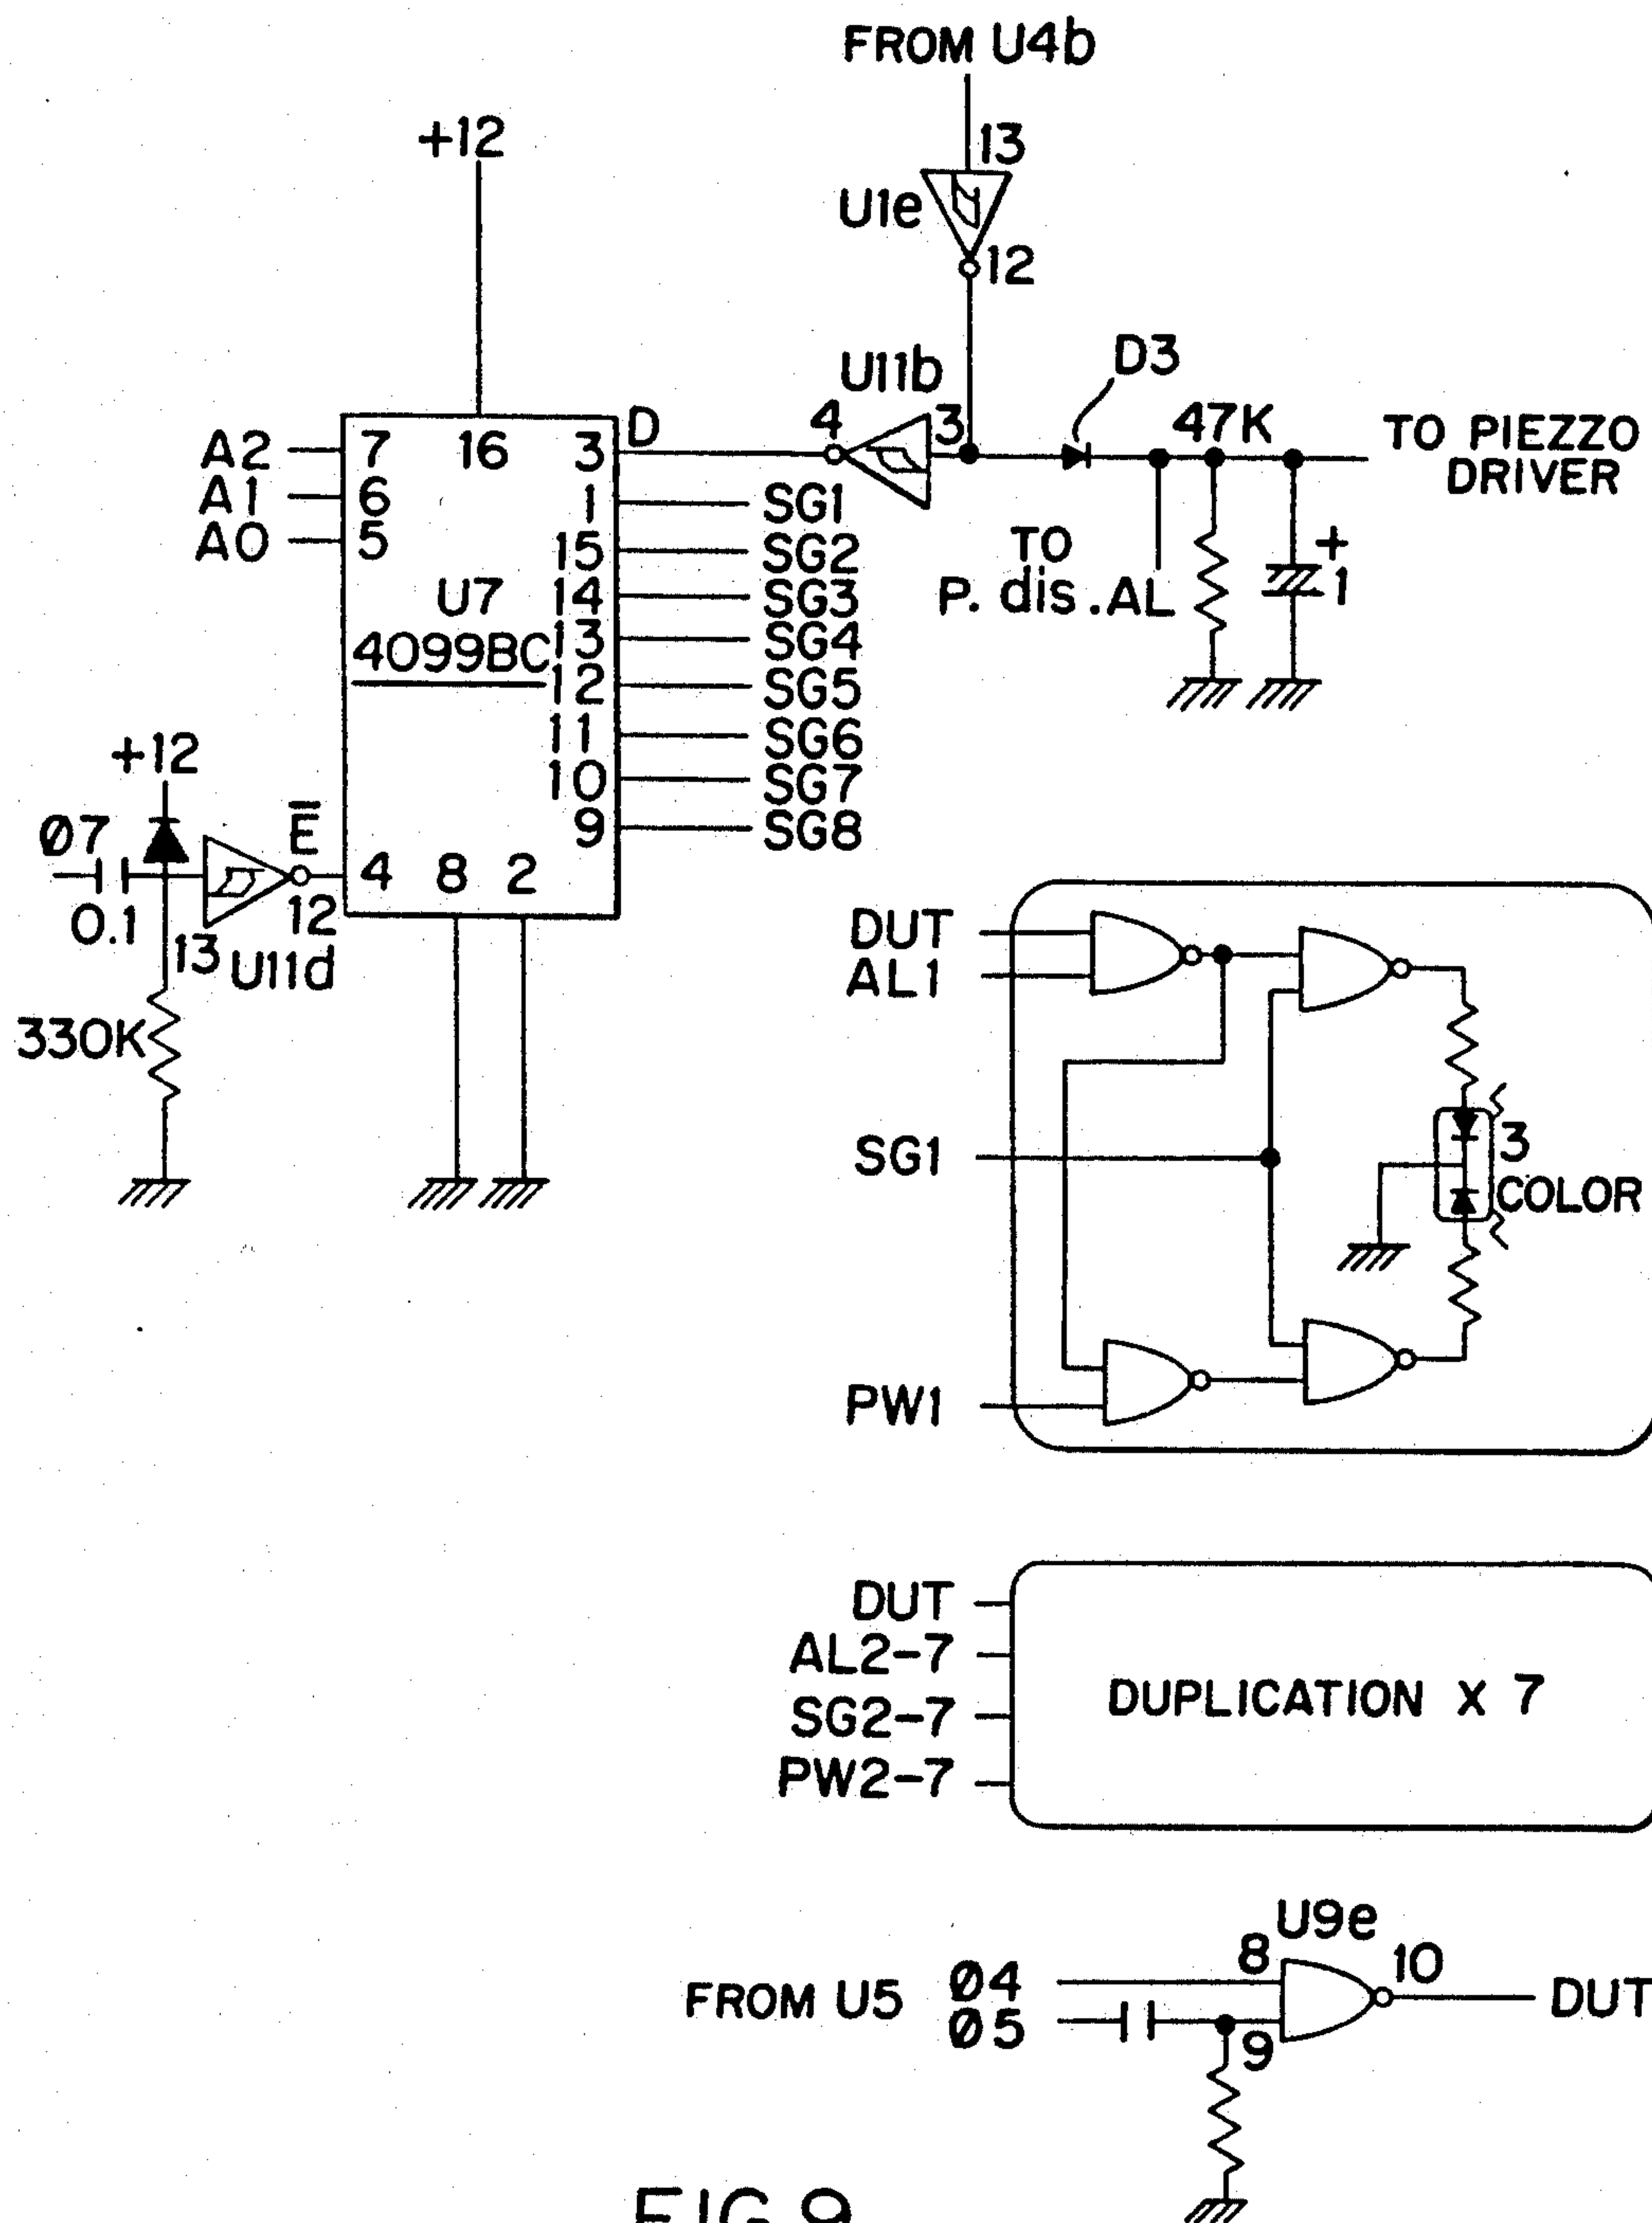 FROM U4b
+12
13
U1e
12
D3
U11b
4
3
47K
TO PIEZZO
DRIVER
A2
7
16
3
D
A1
6
1
SG1
A0
5
15
SG2
TO
P. dis .AL
+
1
U7
14
SG3
4099BC
13
SG4
12
SG5
11
SG6
10
SG7
9
SG8
+12
Ø7
E̅
0.1
4
8
2
12
13
U11d
330K
DUT
AL1
SG1
3
COLOR
PW1
DUT
AL2-7
SG2-7
PW2-7
DUPLICATION X 7
U9e
8
10
FROM U5
Ø4
Ø5
9
DUT
FIG.9